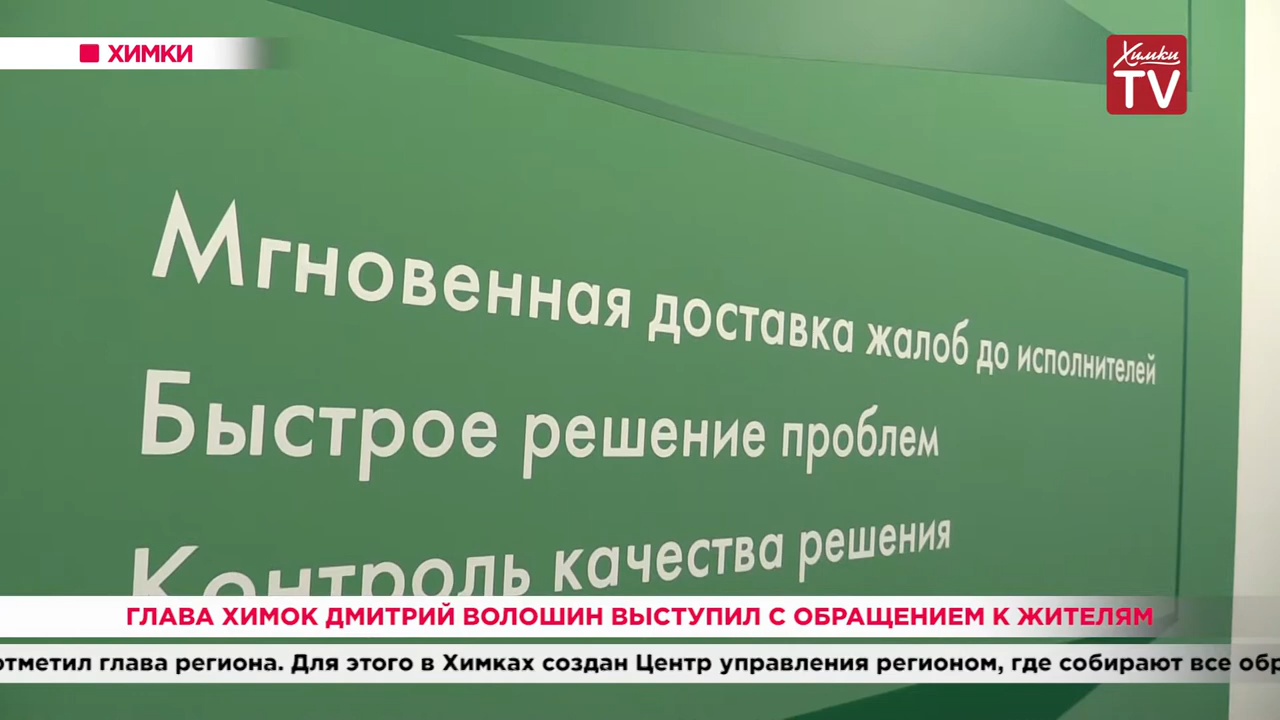 ХИМКИ
Химки
TV
Мгновенная доставка жалоб до исполнителей
Быстрое решение проблем
Контроль качества решения
ГЛАВА ХИМОК ДМИТРИЙ ВОЛОШИН ВЫСТУПИЛ С ОБРАЩЕНИЕМ К ЖИТЕЛЯМ
отметил глава региона. Для этого в Химках создан Центр управления регионом, где собирают все обр